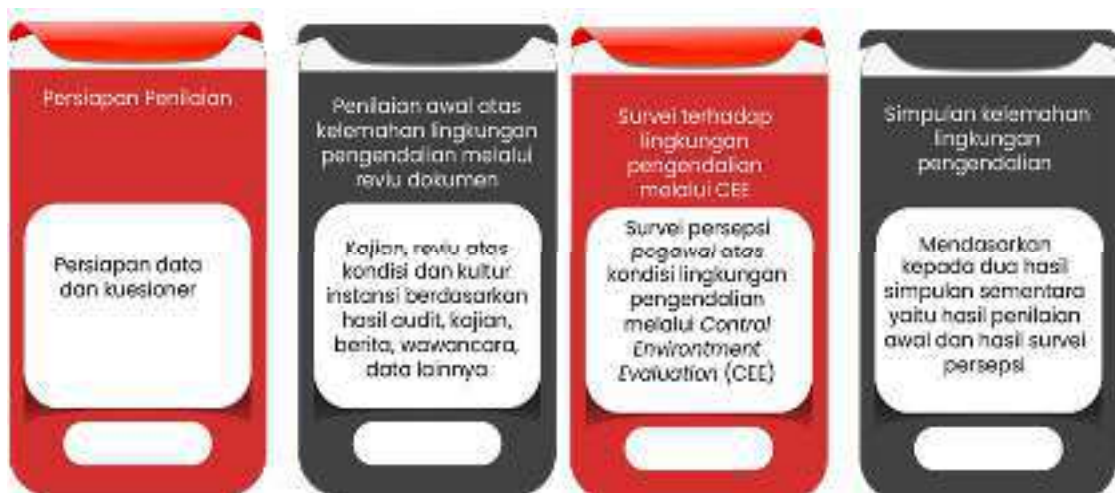 Persiapan Penilaian
Persiapan data
dan kuesioner
Penilaian awal atas
kelemahan lingkungan
pengendalian melalui
reviu dokumen
Kajian, reviu atas
kondisi dan kultur
instansi berdasarkan
hasil audit, kajian,
berita, wawancara,
data lainnya
Survei terhadap
lingkungan
pengendalian
melalui CEE
Survei persepsi
pegawai atas
kondisi lingkungan
pengendalian
melalui Control
Environtment
Evaluation (CEE)
Simpulan kelemahan
lingkungan
pengendalian
Mendasarkan
kepada dua hasil
simpulan sementara
yaitu hasil penilaian
awal dan hasil survei
persepsi